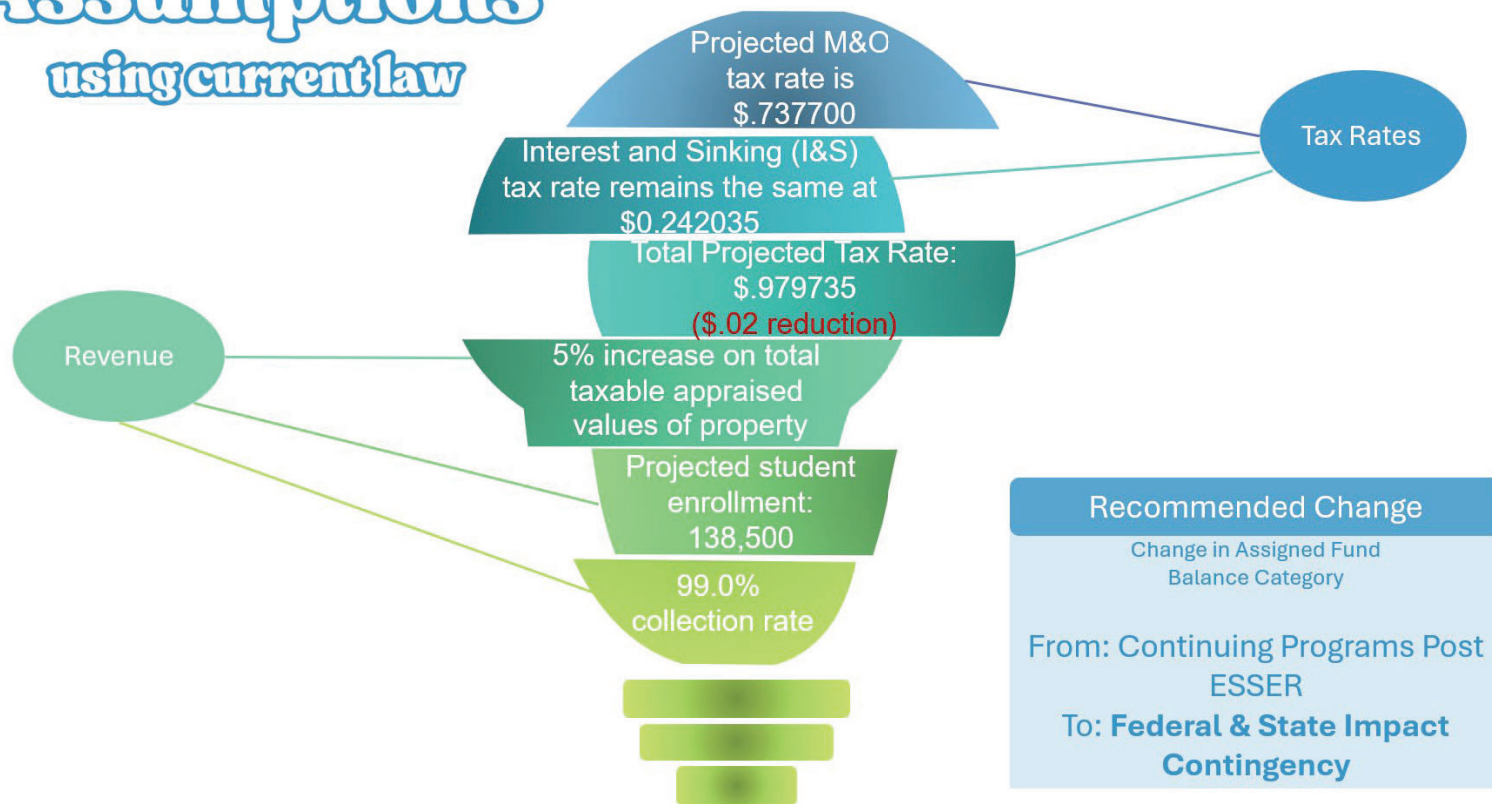 Assumptions
using current law
Projected M&O
tax rate is
$.737700
Interest and Sinking (I&S)
tax rate remains the same at
$0.242035
Total Projected Tax Rate:
$.979735
($.02 reduction)
Tax Rates
Revenue
5% increase on total
taxable appraised
values of property
Projected student
enrollment:
138,500
99.0%
collection rate
Recommended Change
Change in Assigned Fund
Balance Category
From: Continuing Programs Post
ESSER
To: Federal & State Impact
Contingency